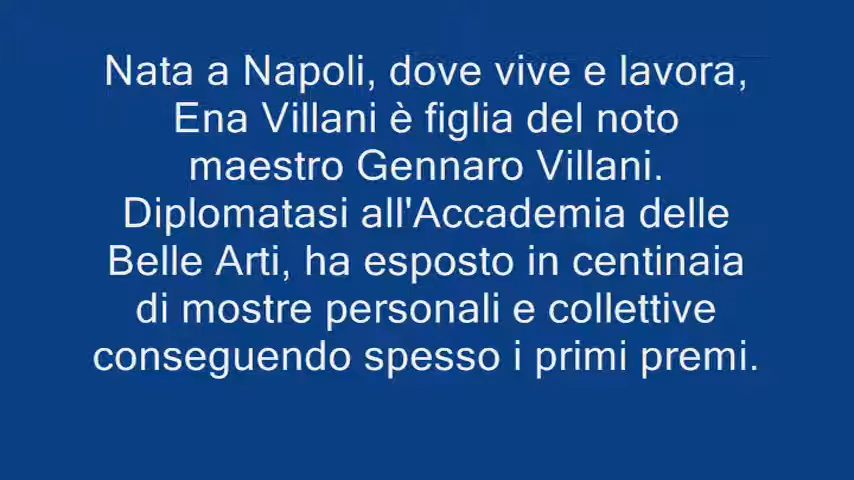 Nata a Napoli, dove vive e lavora,
Ena Villani è figlia del noto
maestro Gennaro Villani.
Diplomatasi all'Accademia delle
Belle Arti, ha esposto in centinaia
di mostre personali e collettive
conseguendo spesso i primi premi.